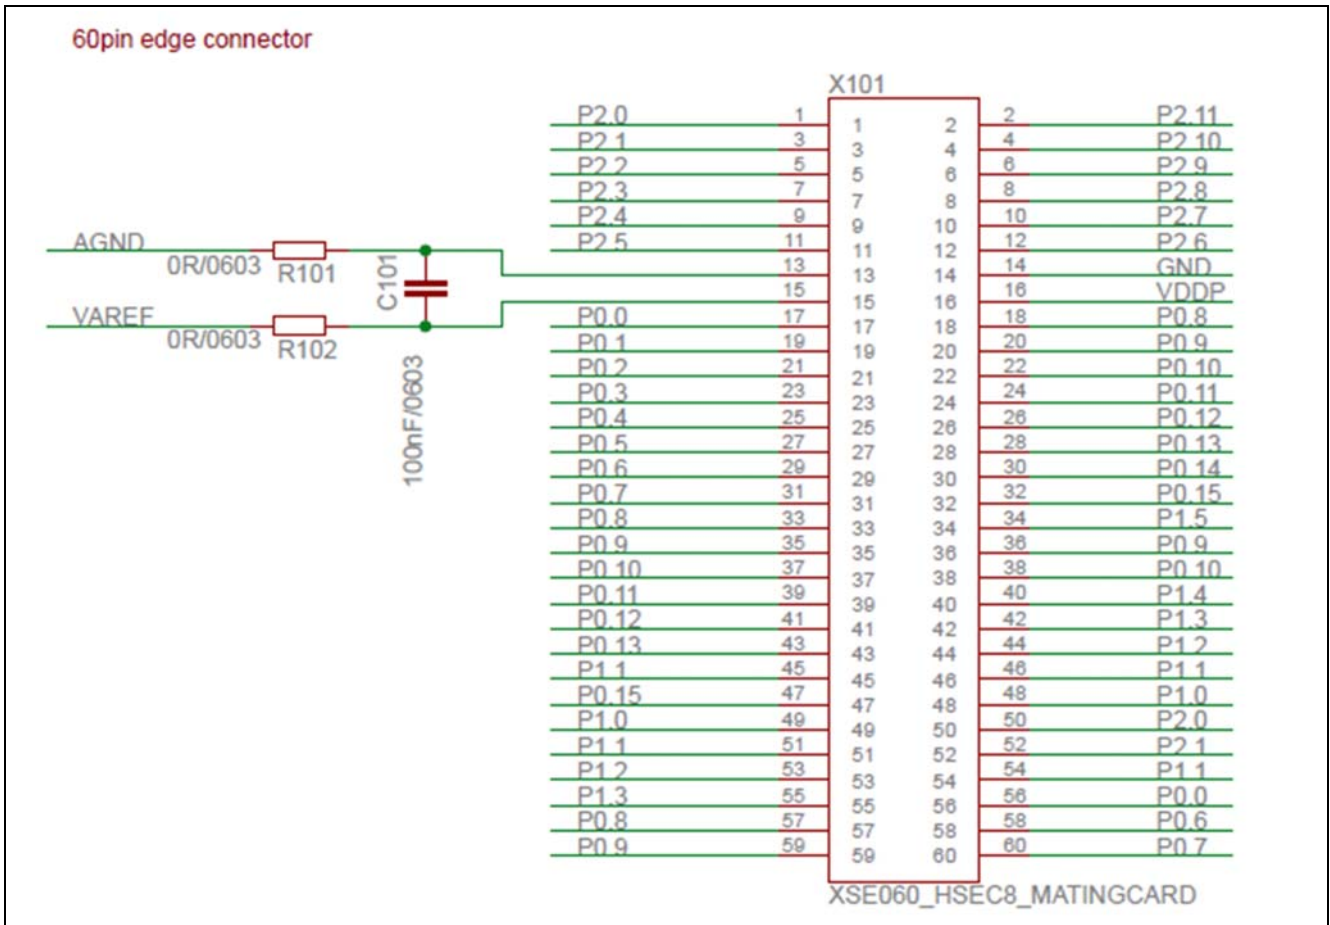 60pin edge connector
X101
P2.0 1 1 2 2 P2.11
P2.1 3 3 4 4 P2.10
P2.2 5 5 6 6 P2.9
P2.3 7 7 8 8 P2.8
P2.4 9 9 10 10 P2.7
P2.5 11 11 12 12 P2.6
AGND 0R/0603 R101 13 13 14 14 GND
C101
15 15 16 16 VDDP
VAREF 0R/0603 R102
100nF/0603
P0.0 17 17 18 18 P0.8
P0.1 19 19 20 20 P0.9
P0.2 21 21 22 22 P0.10
P0.3 23 23 24 24 P0.11
P0.4 25 25 26 26 P0.12
P0.5 27 27 28 28 P0.13
P0.6 29 29 30 30 P0.14
P0.7 31 31 32 32 P0.15
P0.8 33 33 34 34 P1.5
P0.9 35 35 36 36 P0.9
P0.10 37 37 38 38 P0.10
P0.11 39 39 40 40 P1.4
P0.12 41 41 42 42 P1.3
P0.13 43 43 44 44 P1.2
P1.1 45 45 46 46 P1.1
P0.15 47 47 48 48 P1.0
P1.0 49 49 50 50 P2.0
P1.1 51 51 52 52 P2.1
P1.2 53 53 54 54 P1.1
P1.3 55 55 56 56 P0.0
P0.8 57 57 58 58 P0.6
P0.9 59 59 60 60 P0.7
XSE060_HSEC8_MATINGCARD